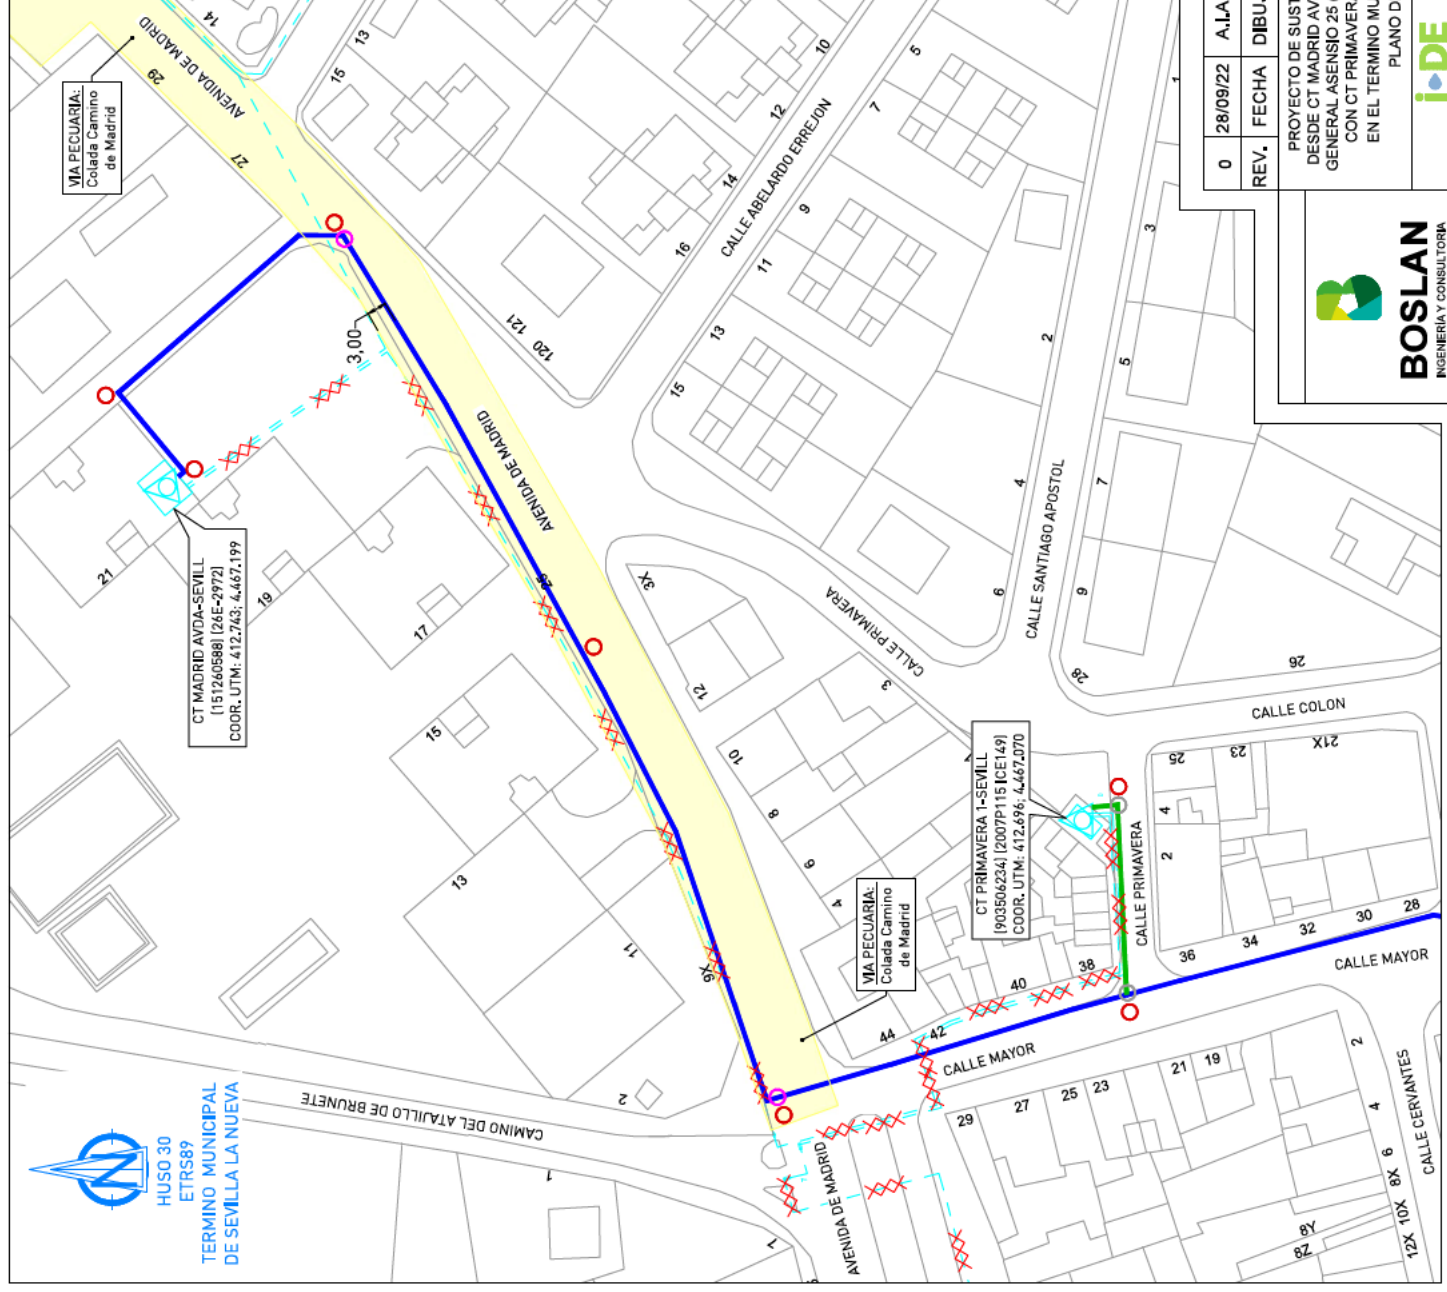 VIA PECUARIA:
Colada Camino
de Madrid
AVENIDA DE MADRID
14
29
27
13
15
10
12
14
16
5
7
9
11
13
15
CALLE ABELARDO ERREJON
121
120
3,00
0
28/09/22
A.I.A
REV.
FECHA
DIBU
PROYECTO DE SUST
DESDE CT MADRID AV
GENERAL ASENSIO 25
CON CT PRIMAVERA
EN EL TERMINO MU
PLANO D
i-DE
BOSLAN
INGENIERÍA Y CONSULTORIA
CT MADRID AVDA-SEVILL
(151260588) (26E-2972)
COOR. UTM: 412.743; 4.467.199
21
19
17
15
13
11
9X
AVENIDA DE MADRID
3X
12
10
8
6
4
CALLE PRIMAVERA
3
1
3
5
7
9
2
4
6
CALLE SANTIAGO APOSTOL
28
26
CALLE COLON
25
23
21X
4
2
CT PRIMAVERA 1-SEVILL
(903506234) (2007P115ICE149)
COOR. UTM: 412.696; 4.467.070
CALLE PRIMAVERA
VIA PECUARIA:
Colada Camino
de Madrid
44
42
40
38
36
34
32
30
28
CALLE MAYOR
CALLE MAYOR
29
27
25
23
21
19
2
4
6
8X
10X
12X
8Y
8Z
CALLE CERVANTES
AVENIDA DE MADRID
CAMINO DEL ATAJILLO DE BRUNETE
2
1
7
N
HUSO 30
ETRS89
TERMINO MUNICIPAL
DE SEVILLA LA NUEVA